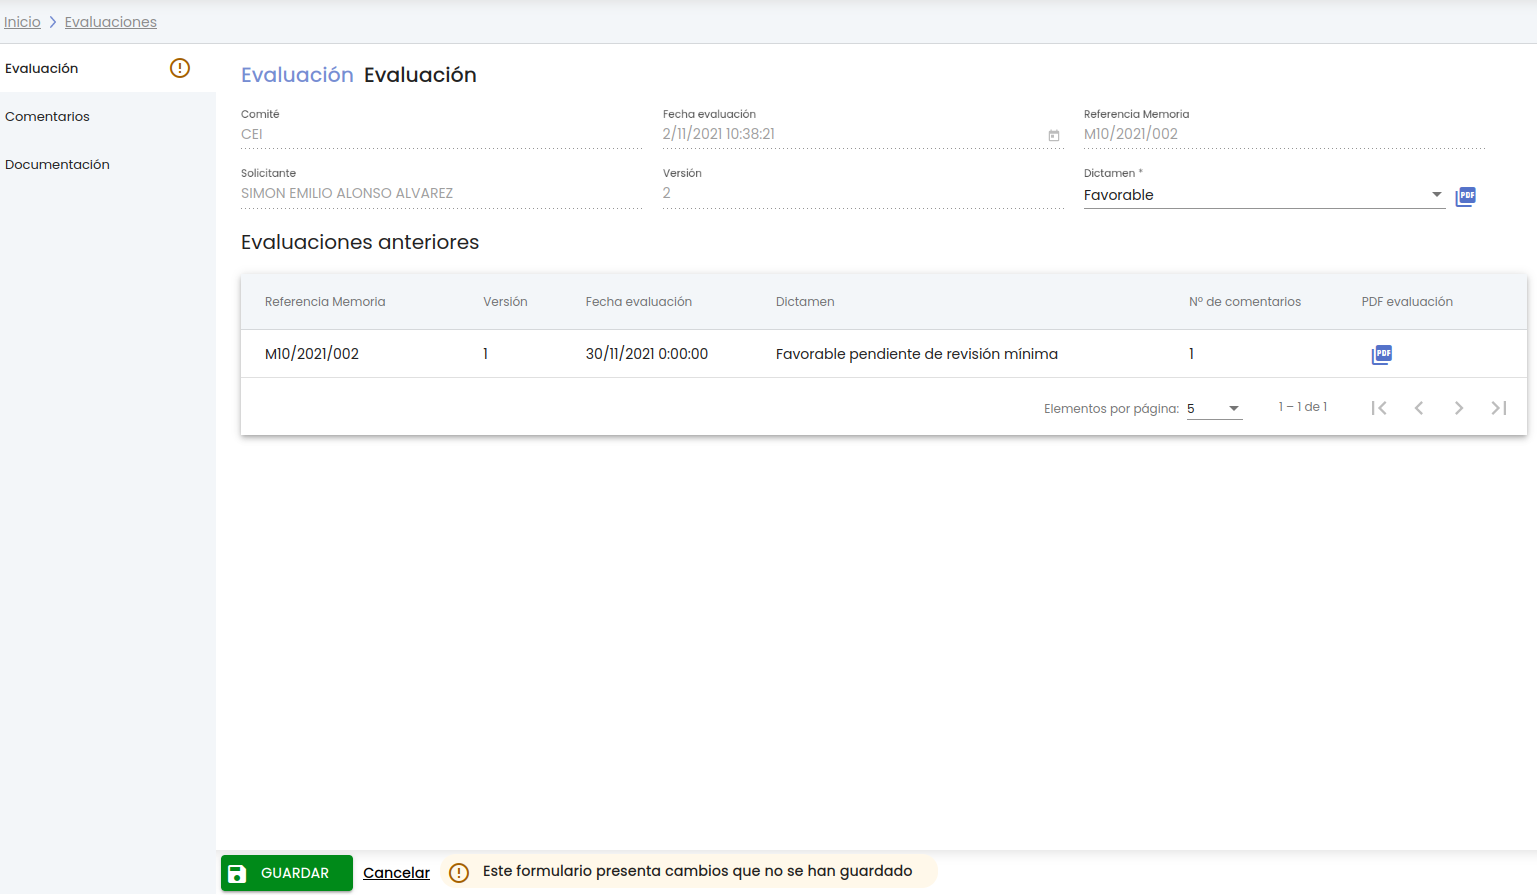 Inicio > Evaluaciones
Evaluación
Comentarios
Documentación
Evaluación Evaluación
Comité Fecha evaluación Referencia Memoria
CEI 2/11/2021 10:38:21 M10/2021/002
Solicitante Versión Dictamen *
SIMON EMILIO ALONSO ALVAREZ 2 Favorable PDF
Evaluaciones anteriores
Referencia Memoria Versión Fecha evaluación Dictamen Nº de comentarios PDF evaluación
M10/2021/002 1 30/11/2021 0:00:00 Favorable pendiente de revisión mínima 1 PDF
Elementos por página: 5 1 – 1 de 1
GUARDAR Cancelar Este formulario presenta cambios que no se han guardado